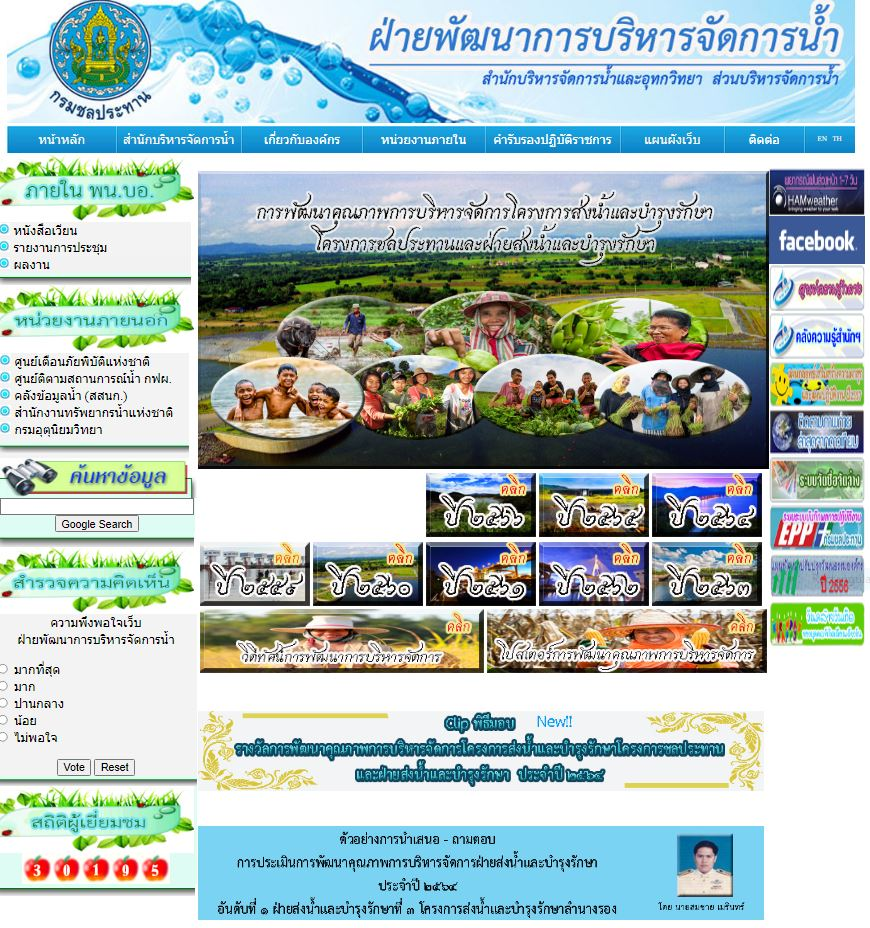 ฝ่ายพัฒนาการบริหารจัดการน้ำ
สำนักบริหารจัดการน้ำและอุทกวิทยา ส่วนบริหารจัดการน้ำ
กรมชลประทาน
หน้าหลัก สำนักบริหารจัดการน้ำ เกี่ยวกับองค์กร หน่วยงานภายใน คำรับรองปฏิบัติราชการ แผนผังเว็บ ติดต่อ EN TH
ภายใน พน.บอ.
หนังสือเวียน
รายงานการประชุม
ผลงาน
หน่วยงานภายนอก
ศูนย์เตือนภัยพิบัติแห่งชาติ
ศูนย์ติตามสถานการณ์น้ำ กฟผ.
คลังข้อมูลน้ำ (สสนก.)
สำนักงานทรัพยากรน้ำแห่งชาติ
กรมอุตุนิยมวิทยา
ค้นหาข้อมูล
Google Search
สำรวจความคิดเห็น
ความพึงพอใจเว็บ
ฝ่ายพัฒนาการบริหารจัดการน้ำ
มากที่สุด
มาก
ปานกลาง
น้อย
ไม่พอใจ
Vote Reset
สถิติผู้เยี่ยมชม
3 0 1 9 5
การพัฒนาคุณภาพการบริหารจัดการโครงการส่งน้ำและบำรุงรักษา
โครงการชลประทานและฝ่ายส่งน้ำและบำรุงรักษา
คลิก คลิก คลิก
ปี ๒๕๖๖ ปี ๒๕๖๕ ปี ๒๕๖๔
คลิก คลิก คลิก คลิก คลิก
ปี ๒๕๕๙ ปี ๒๕๖๐ ปี ๒๕๖๑ ปี ๒๕๖๒ ปี ๒๕๖๓
คลิก คลิก
วิดิทัศน์การพัฒนาการบริหารจัดการ โปสเตอร์การพัฒนาคุณภาพการบริหารจัดการ
Clip พิธีมอบ New!!
รางวัลการพัฒนาคุณภาพการบริหารจัดการโครงการส่งน้ำและบำรุงรักษาโครงการชลประทาน
และฝ่ายส่งน้ำและบำรุงรักษา ประจำปี ๒๕๖๔
ตัวอย่างการนำเสนอ - ถามตอบ
การประเมินการพัฒนาคุณภาพการบริหารจัดการฝ่ายส่งน้ำและบำรุงรักษา
ประจำปี ๒๕๖๔
อันดับที่ ๑ ฝ่ายส่งน้ำและบำรุงรักษาที่ ๓ โครงการส่งน้ำและบำรุงรักษาลำนางรอง
โดย นายสมชาย เมรินทร์
พยากรณ์ฝนล่วงหน้า 1-7 วัน
HAMweather
facebook
คลังความรู้สำนักฯ
ติดตามภาพถ่าย
ล่าสุดจากดาวเทียม
ระบบจัดซื้อจัดจ้าง
EPP
กรมชลประทาน
ปี 2556